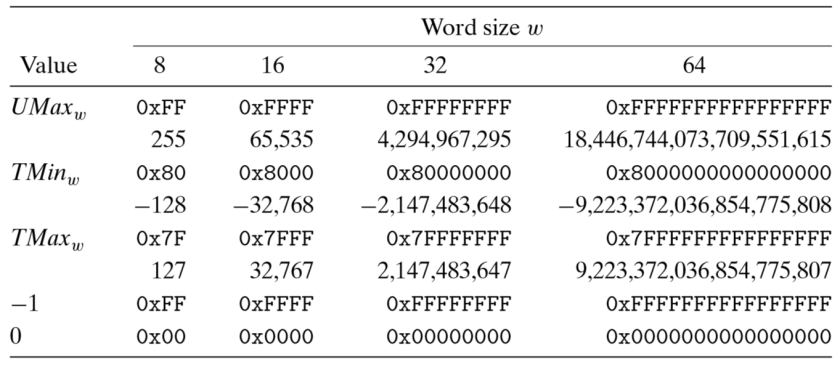 Word size w
Value 8 16 32 64
UMax_w 0xFF 0xFFFF 0xFFFFFFFF 0xFFFFFFFFFFFFFFFF
255 65,535 4,294,967,295 18,446,744,073,709,551,615
TMin_w 0x80 0x8000 0x80000000 0x8000000000000000
−128 −32,768 −2,147,483,648 −9,223,372,036,854,775,808
TMax_w 0x7F 0x7FFF 0x7FFFFFFF 0x7FFFFFFFFFFFFFFF
127 32,767 2,147,483,647 9,223,372,036,854,775,807
−1 0xFF 0xFFFF 0xFFFFFFFF 0xFFFFFFFFFFFFFFFF
0 0x00 0x0000 0x00000000 0x0000000000000000